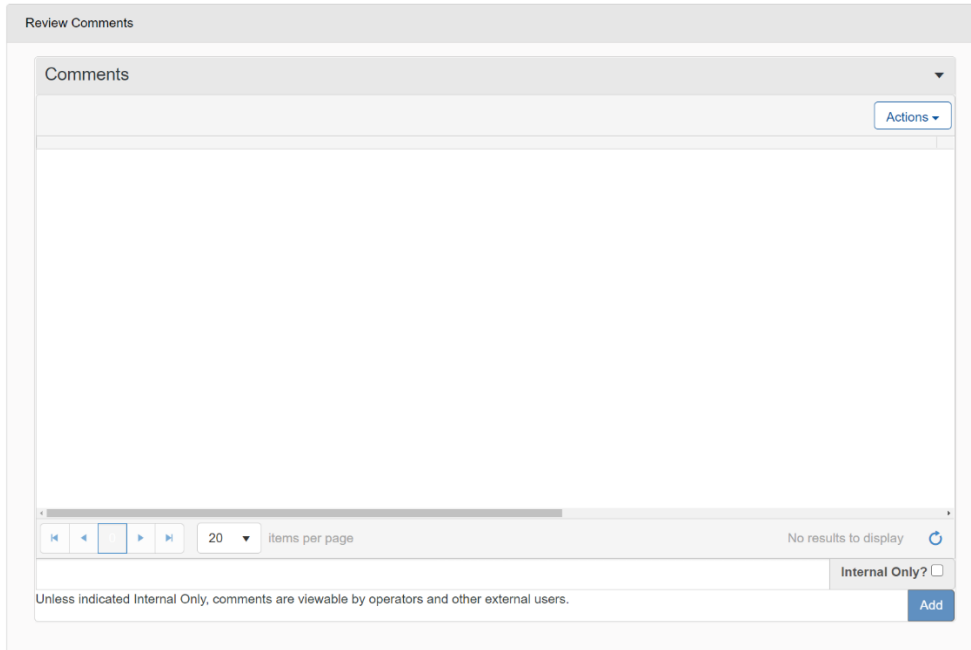 Review Comments
Comments
Actions
20 items per page No results to display
Internal Only?
Unless indicated Internal Only, comments are viewable by operators and other external users.
Add